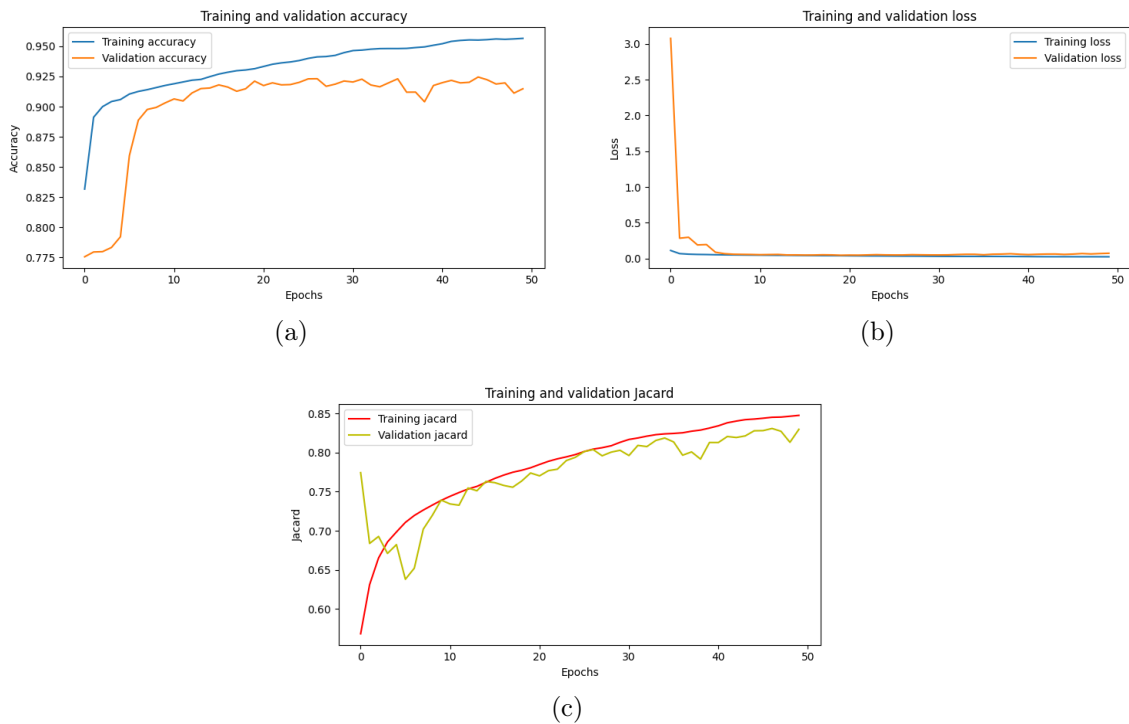 Training and validation accuracy
Training accuracy
Validation accuracy
0.950
0.925
0.900
0.875
0.850
0.825
0.800
0.775
Accuracy
0 10 20 30 40 50
Epochs
(a)
Training and validation loss
Training loss
Validation loss
3.0
2.5
2.0
1.5
1.0
0.5
0.0
Loss
0 10 20 30 40 50
Epochs
(b)
Training and validation Jacard
Training jacard
Validation jacard
0.85
0.80
0.75
0.70
0.65
0.60
Jacard
0 10 20 30 40 50
Epochs
(c)